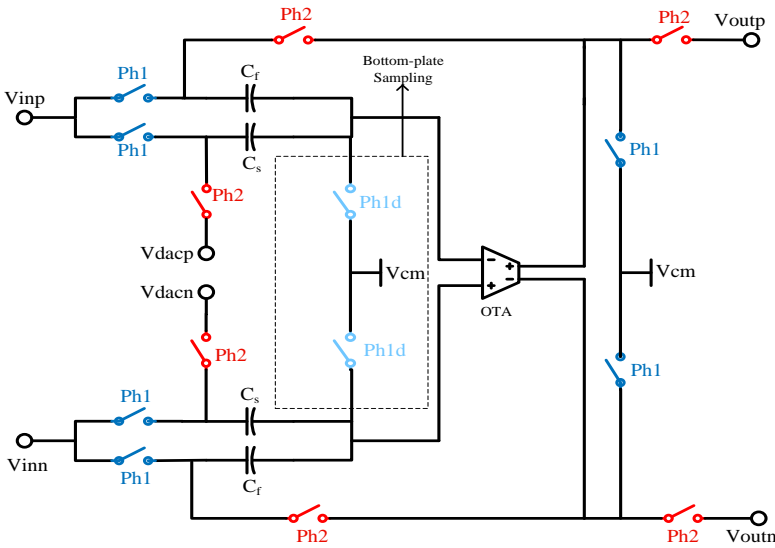 Ph2
Ph2
Voutp
Bottom-plate
Sampling
Ph1
Cf
Vinp
Ph1
Cs
Ph1
Ph2
Ph1d
Vdacp
Vcm
Vcm
Vdacn
OTA
Ph2
Ph1d
Ph1
Cs
Ph1
Vinn
Ph1
Cf
Ph2
Ph2
Voutn